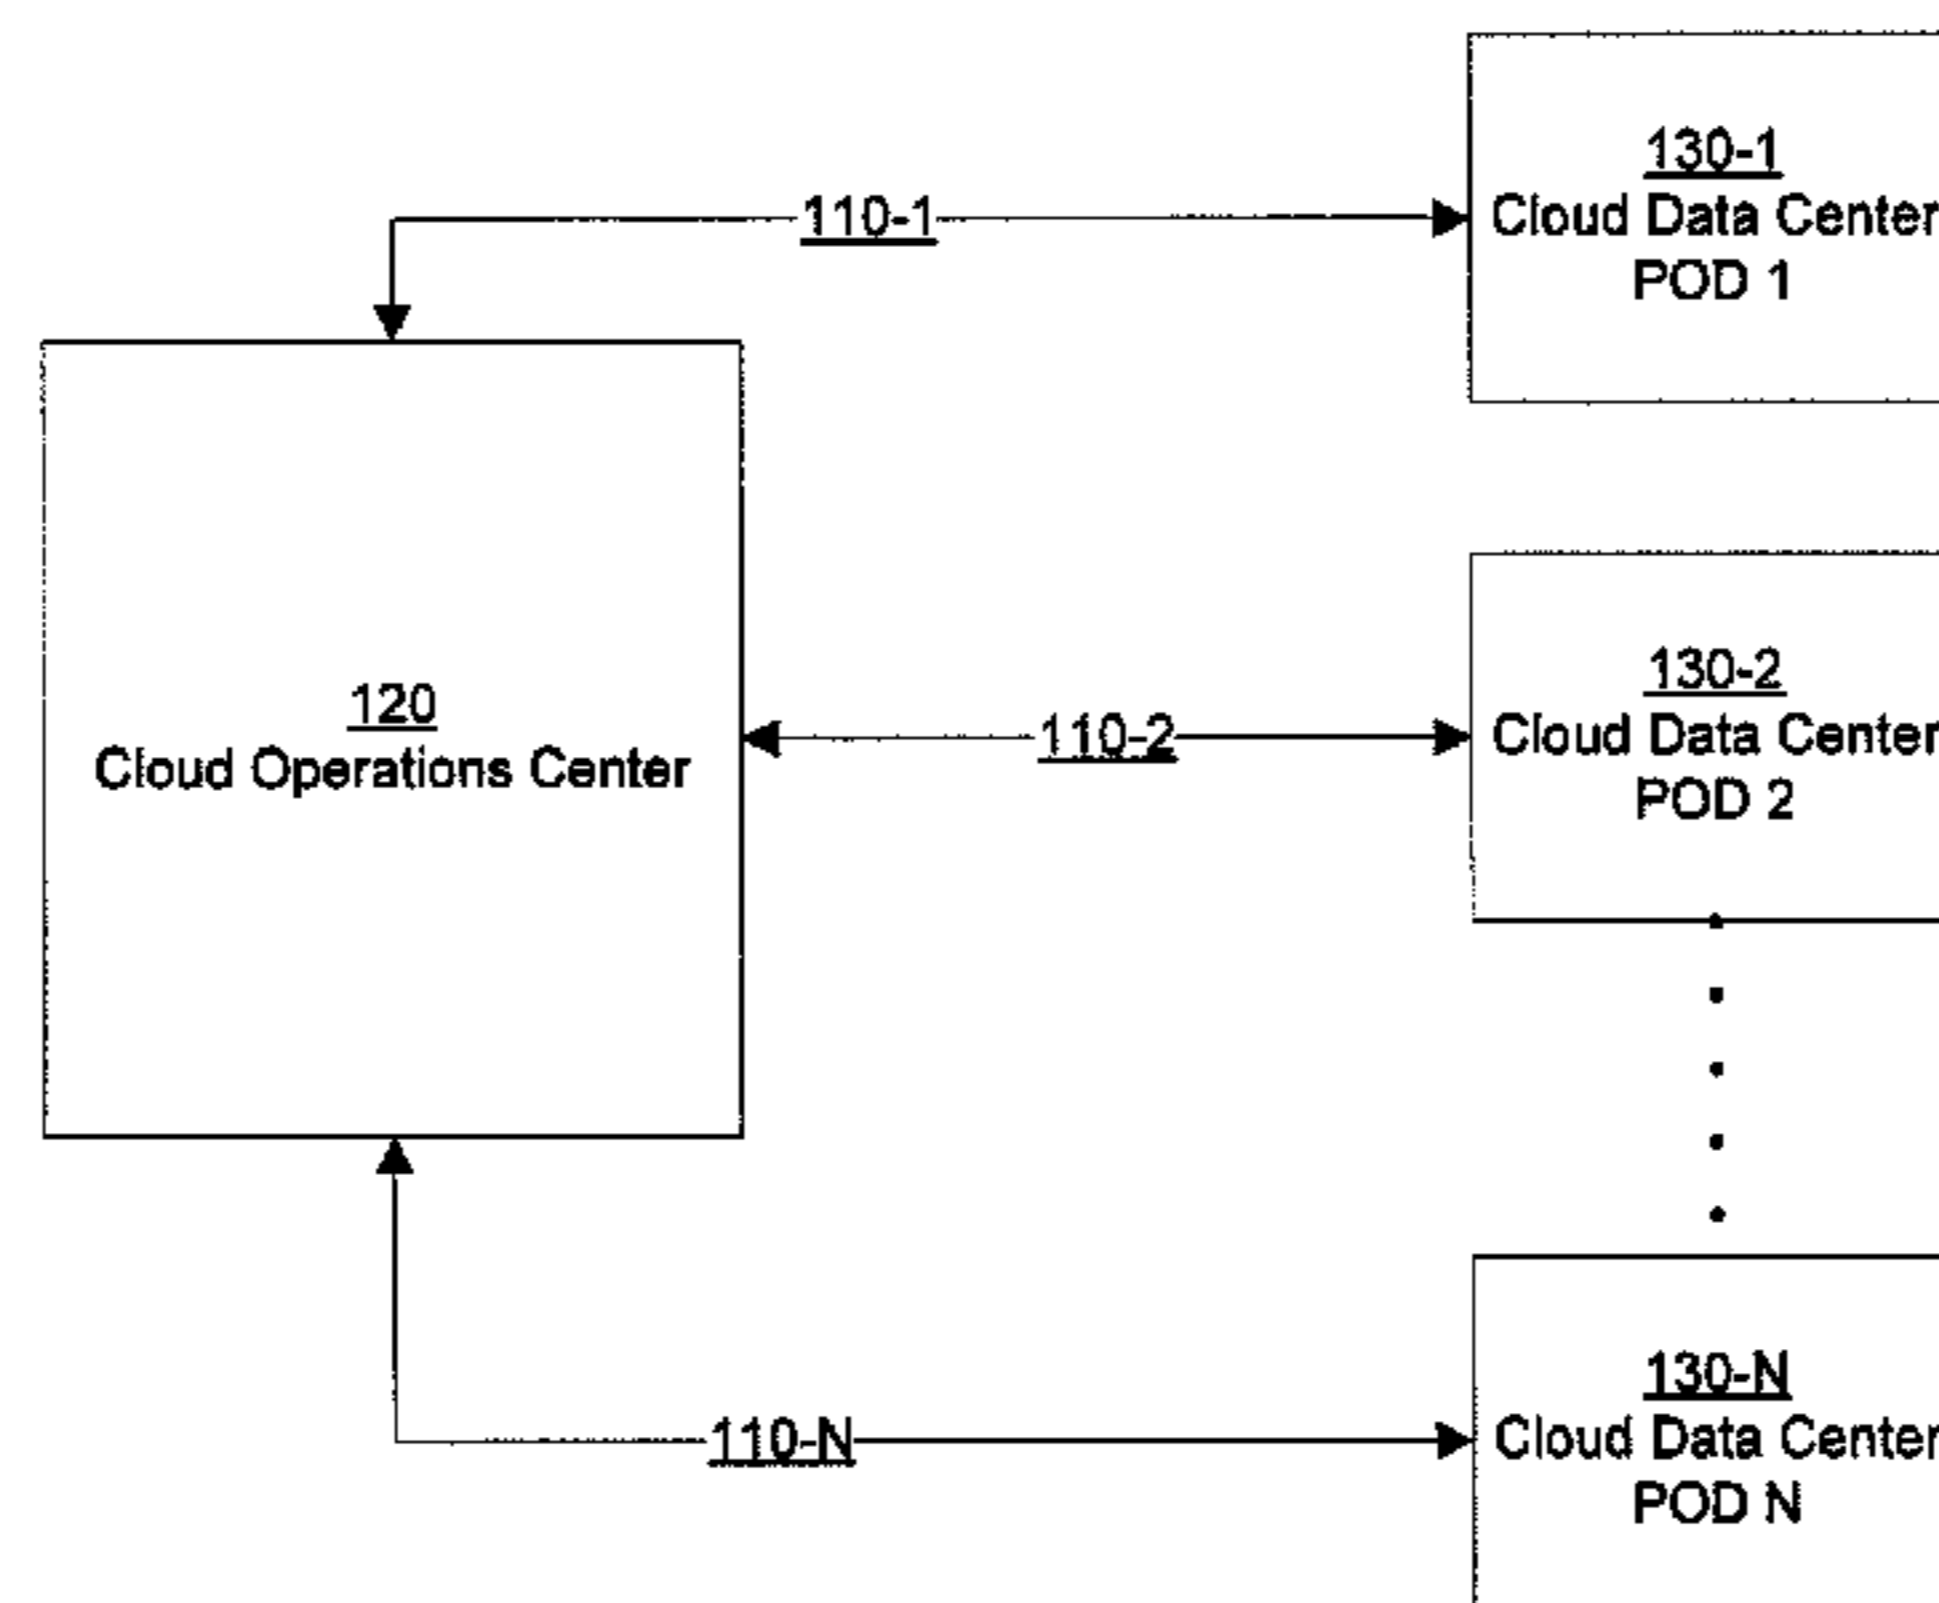 130-1
Cloud Data Center
POD 1
110-1
120
Cloud Operations Center
110-2
130-2
Cloud Data Center
POD 2
110-N
130-N
Cloud Data Center
POD N